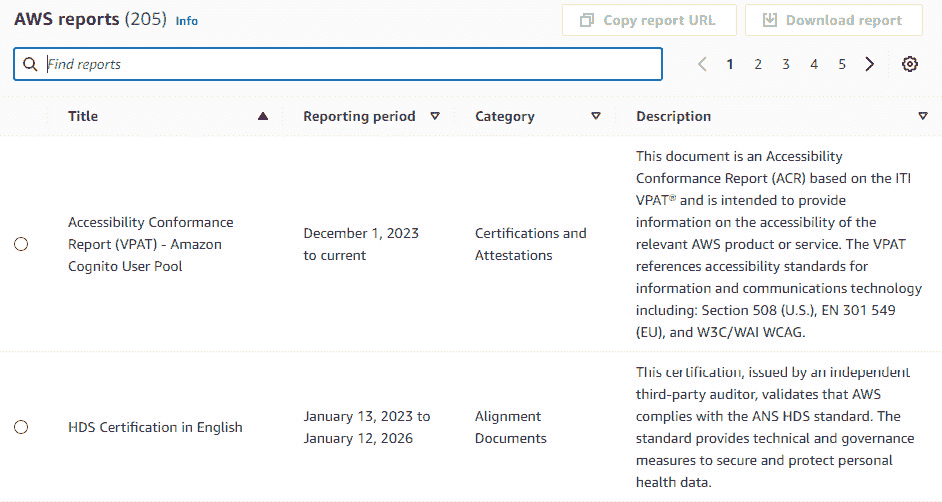 AWS reports (205) Info
Copy report URL
Download report
Find reports
1 2 3 4 5
Title
Reporting period
Category
Description
Accessibility Conformance
Report (VPAT) - Amazon
Cognito User Pool
December 1, 2023
to current
Certifications and
Attestations
This document is an Accessibility
Conformance Report (ACR) based on the ITI
VPAT® and is intended to provide
information on the accessibility of the
relevant AWS product or service. The VPAT
references accessibility standards for
information and communications technology
including: Section 508 (U.S.), EN 301 549
(EU), and W3C/WAI WCAG.
HDS Certification in English
January 13, 2023 to
January 12, 2026
Alignment
Documents
This certification, issued by an independent
third-party auditor, validates that AWS
complies with the ANS HDS standard. The
standard provides technical and governance
measures to secure and protect personal
health data.